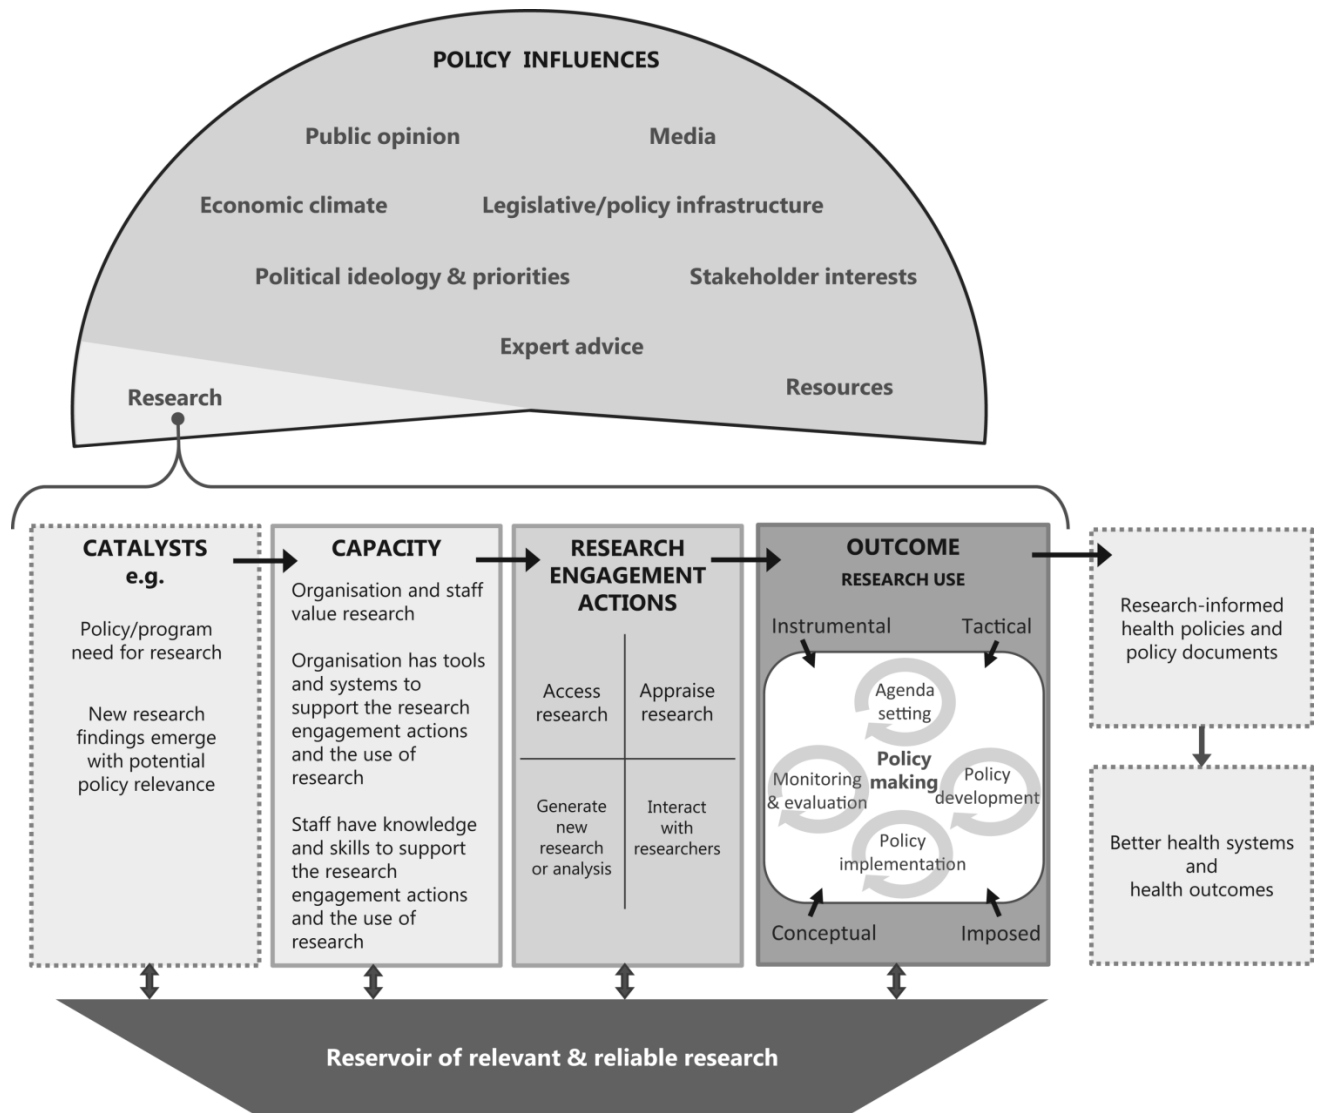 POLICY INFLUENCES
Public opinion
Media
Economic climate
Legislative/policy infrastructure
Political ideology & priorities
Stakeholder interests
Expert advice
Resources
Research
CATALYSTS
e.g.
Policy/program
need for research
New research
findings emerge
with potential
policy relevance
CAPACITY
Organisation and staff
value research
Organisation has tools
and systems to
support the research
engagement actions
and the use of
research
Staff have knowledge
and skills to support
the research
engagement actions
and the use of
research
RESEARCH
ENGAGEMENT
ACTIONS
Access
research
Appraise
research
Generate
new
research
or analysis
Interact
with
researchers
OUTCOME
RESEARCH USE
Instrumental
Tactical
Agenda
setting
Policy
making
Monitoring
& evaluation
Policy
development
Policy
implementation
Conceptual
Imposed
Research-informed
health policies and
policy documents
Better health systems
and
health outcomes
Reservoir of relevant & reliable research